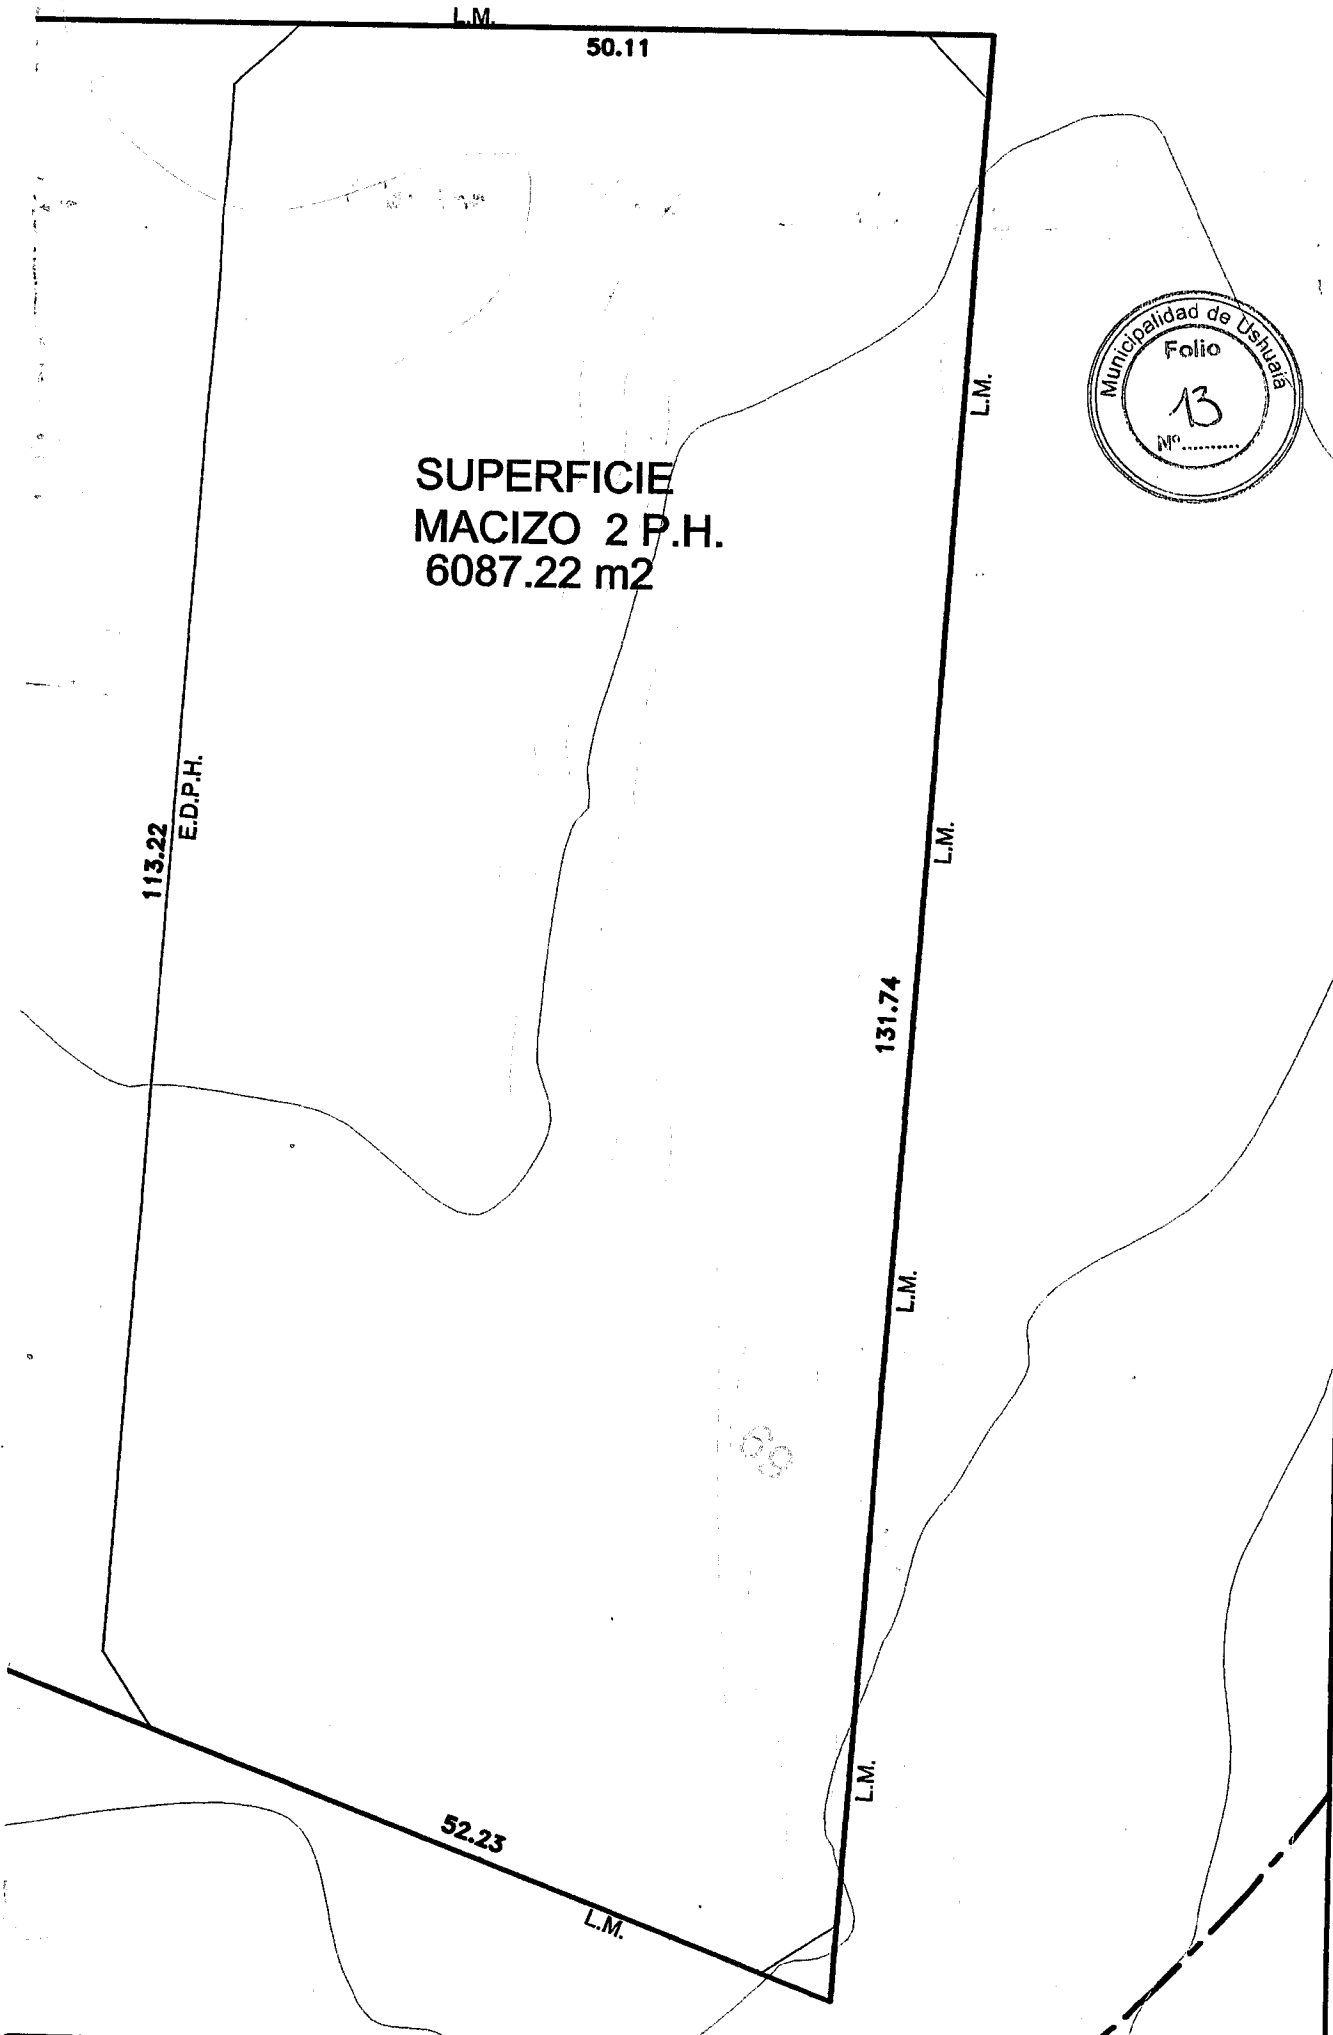 L.M.
50.11
Municipalidad de Ushuaia
Folio
13
Nº..........
L.M.
SUPERFICIE
MACIZO 2 P.H.
6087.22 m2
E.D.P.H.
113.22
L.M.
131.74
L.M.
69
L.M.
52.23
L.M.